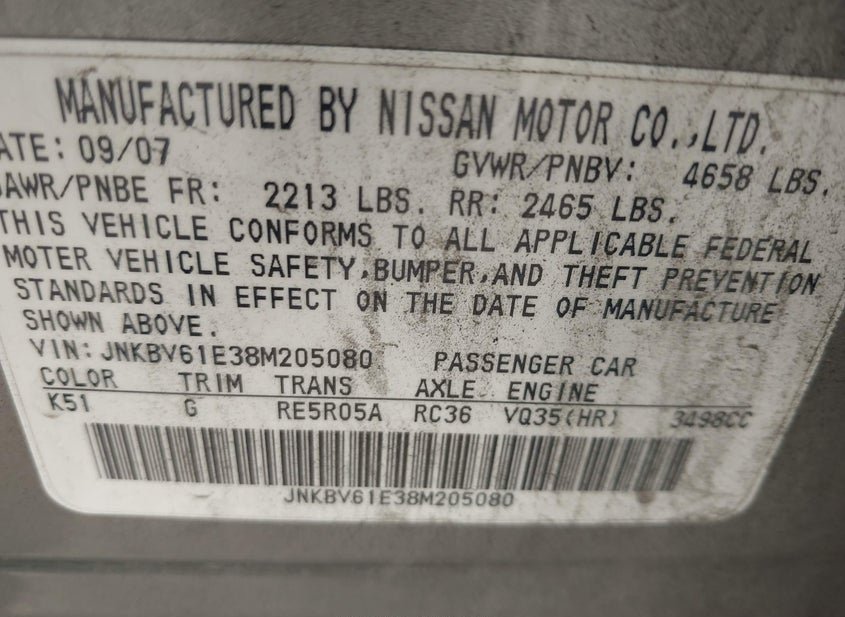 MANUFACTURED BY NISSAN MOTOR CO.,LTD.
ATE: 09/07 GVWR/PNBV: 4658 LBS.
AWR/PNBE FR: 2213 LBS. RR: 2465 LBS.
THIS VEHICLE CONFORMS TO ALL APPLICABLE FEDERAL
MOTER VEHICLE SAFETY,BUMPER,AND THEFT PREVENTION
STANDARDS IN EFFECT ON THE DATE OF MANUFACTURE
SHOWN ABOVE.
VIN: JNKBV61E38M205080 PASSENGER CAR
COLOR TRIM TRANS AXLE ENGINE
K51 G RE5R05A RC36 VQ35(HR) 3498CC
JNKBV61E38M205080